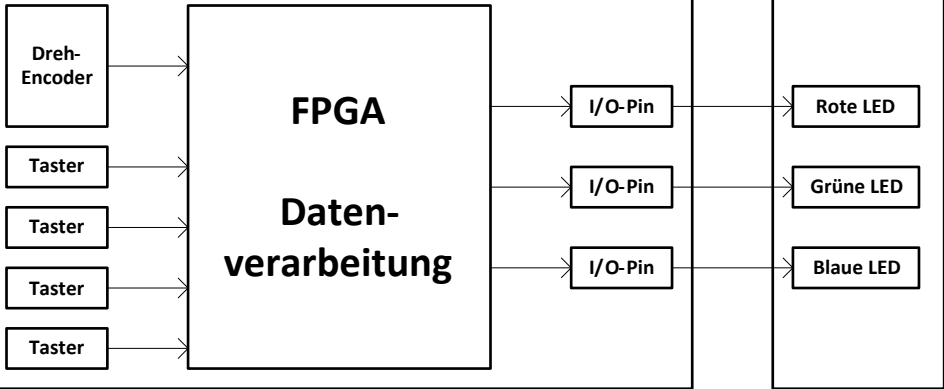 Dreh-
Encoder
Taster
Taster
Taster
Taster
FPGA
Daten-
verarbeitung
I/O-Pin
I/O-Pin
I/O-Pin
Rote LED
Grüne LED
Blaue LED